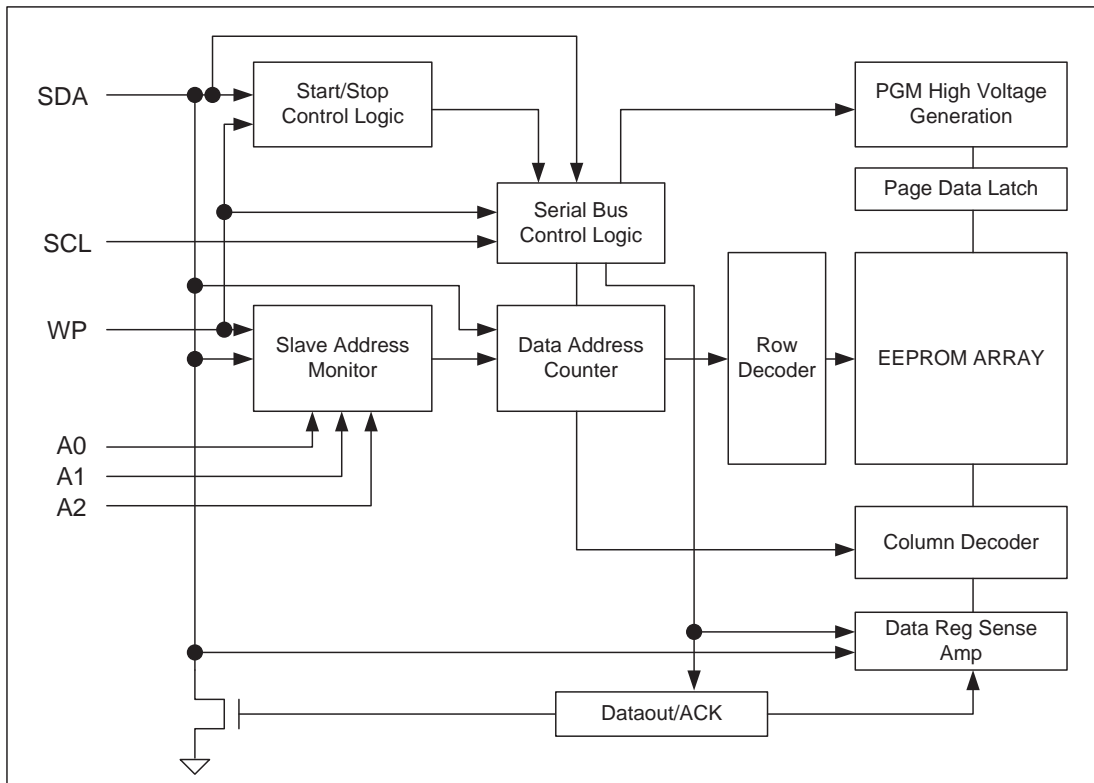 SDA
Start/Stop
Control Logic
PGM High Voltage
Generation
Page Data Latch
Serial Bus
Control Logic
SCL
WP
Slave Address
Monitor
Data Address
Counter
Row
Decoder
EEPROM ARRAY
A0
A1
A2
Column Decoder
Data Reg Sense
Amp
Dataout/ACK